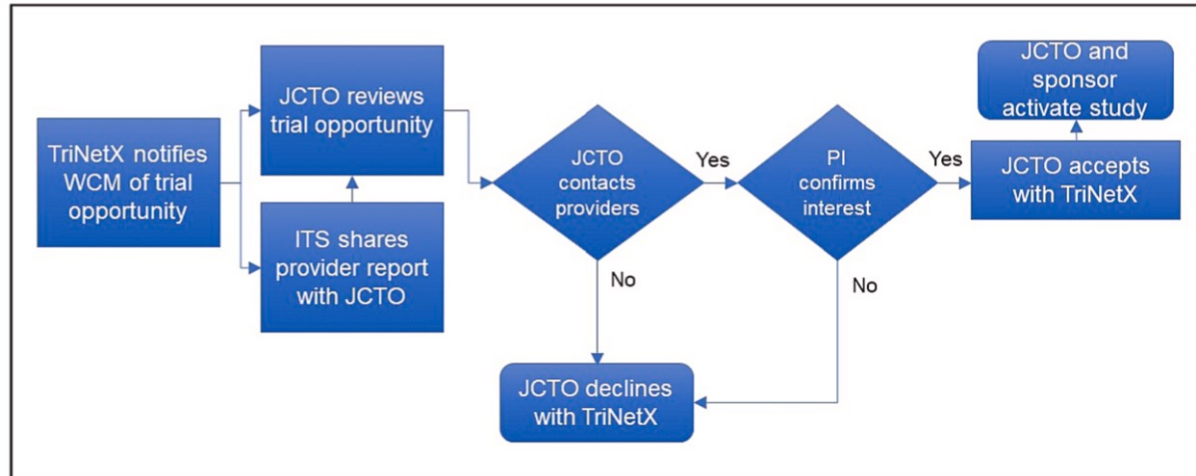 TriNetX notifies
WCM of trial
opportunity
JCTO reviews
trial opportunity
ITS shares
provider report
with JCTO
JCTO
contacts
providers
Yes
No
PI
confirms
interest
Yes
No
JCTO accepts
with TriNetX
JCTO and
sponsor
activate study
JCTO declines
with TriNetX